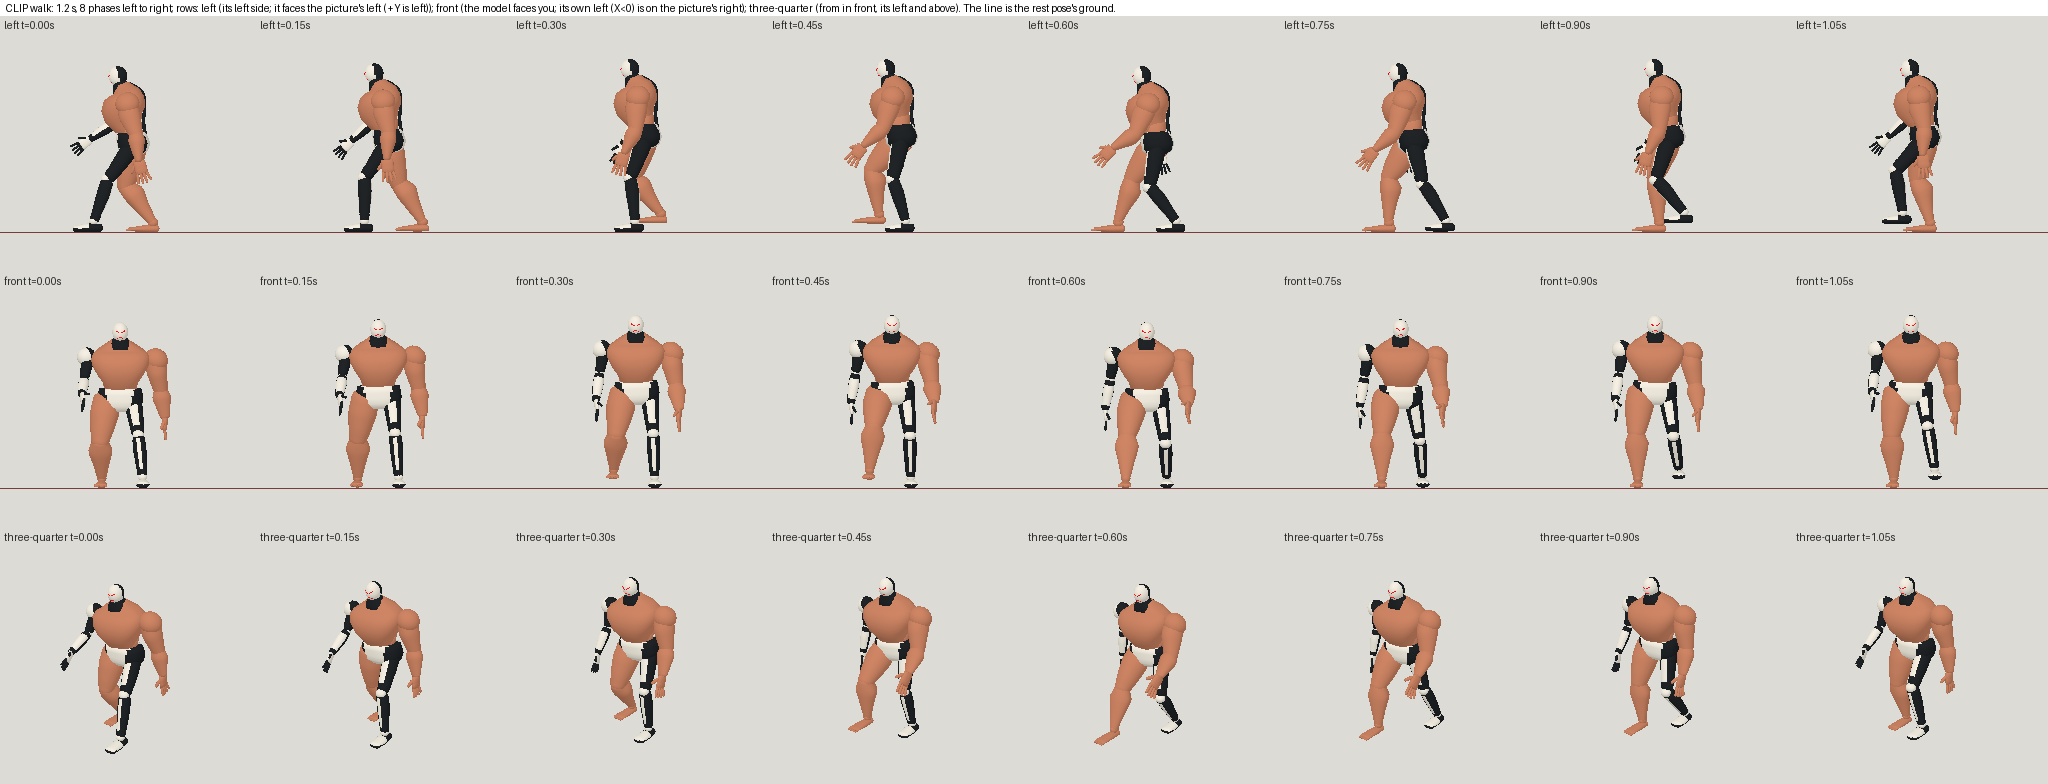 CLIP walk: 1.2 s, 8 phases left to right; rows: left (its left side; it faces the picture's left (+Y is left)); front (the model faces you; its own left (X<0) is on the picture's right); three-quarter (from in front, its left and above). The line is the rest pose's ground.
left t=0.00s left t=0.15s left t=0.30s left t=0.45s left t=0.60s left t=0.75s left t=0.90s left t=1.05s
front t=0.00s front t=0.15s front t=0.30s front t=0.45s front t=0.60s front t=0.75s front t=0.90s front t=1.05s
three-quarter t=0.00s three-quarter t=0.15s three-quarter t=0.30s three-quarter t=0.45s three-quarter t=0.60s three-quarter t=0.75s three-quarter t=0.90s three-quarter t=1.05s